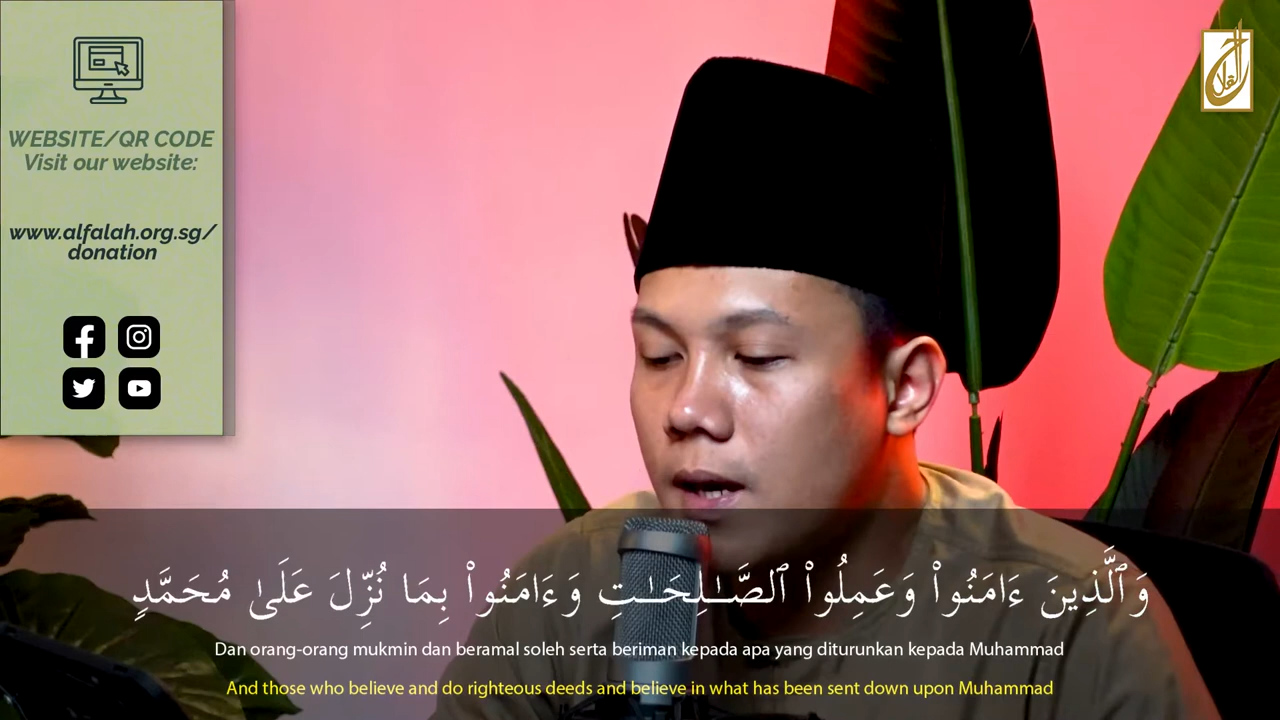 WEBSITE/QR CODE
Visit our website:
www.alfalah.org.sg/
donation
وَٱلَّذِينَ ءَامَنُوا۟ وَعَمِلُوا۟ ٱلصَّـٰلِحَـٰتِ وَءَامَنُوا۟ بِمَا نُزِّلَ عَلَىٰ مُحَمَّدٍ
Dan orang-orang mukmin dan beramal soleh serta beriman kepada apa yang diturunkan kepada Muhammad
And those who believe and do righteous deeds and believe in what has been sent down upon Muhammad
الفلاح